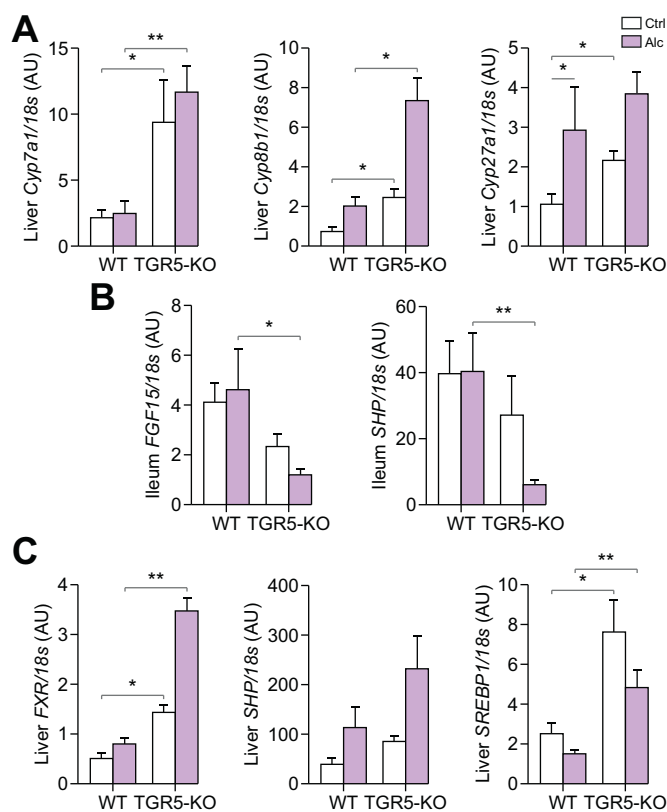 A
Ctrl
Alc
Liver Cyp7a1/18s (AU)
15
10
5
0
*
**
WT TGR5-KO
Liver Cyp8b1/18s (AU)
8
6
4
2
0
*
*
WT TGR5-KO
Liver Cyp27a1/18s (AU)
5
4
3
2
1
0
*
*
WT TGR5-KO
B
Ileum FGF15/18s (AU)
8
6
4
2
0
*
WT TGR5-KO
Ileum SHP/18s (AU)
60
40
20
0
**
WT TGR5-KO
C
Liver FXR/18s (AU)
4
3
2
1
0
*
**
WT TGR5-KO
Liver SHP/18s (AU)
400
300
200
100
0
WT TGR5-KO
Liver SREBP1/18s (AU)
10
8
6
4
2
0
**
*
WT TGR5-KO